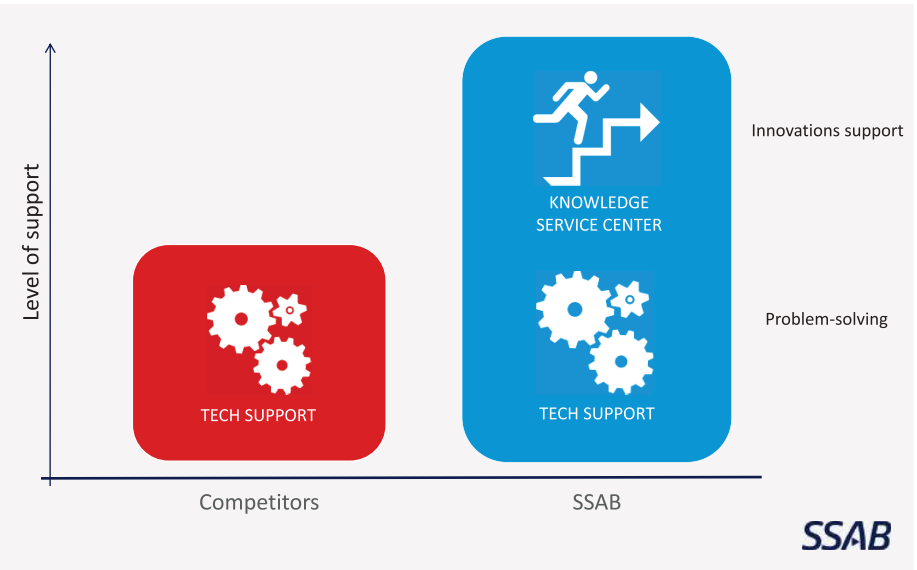 Level of support
Innovations support
KNOWLEDGE
SERVICE CENTER
Problem-solving
TECH SUPPORT
TECH SUPPORT
Competitors
SSAB
SSAB